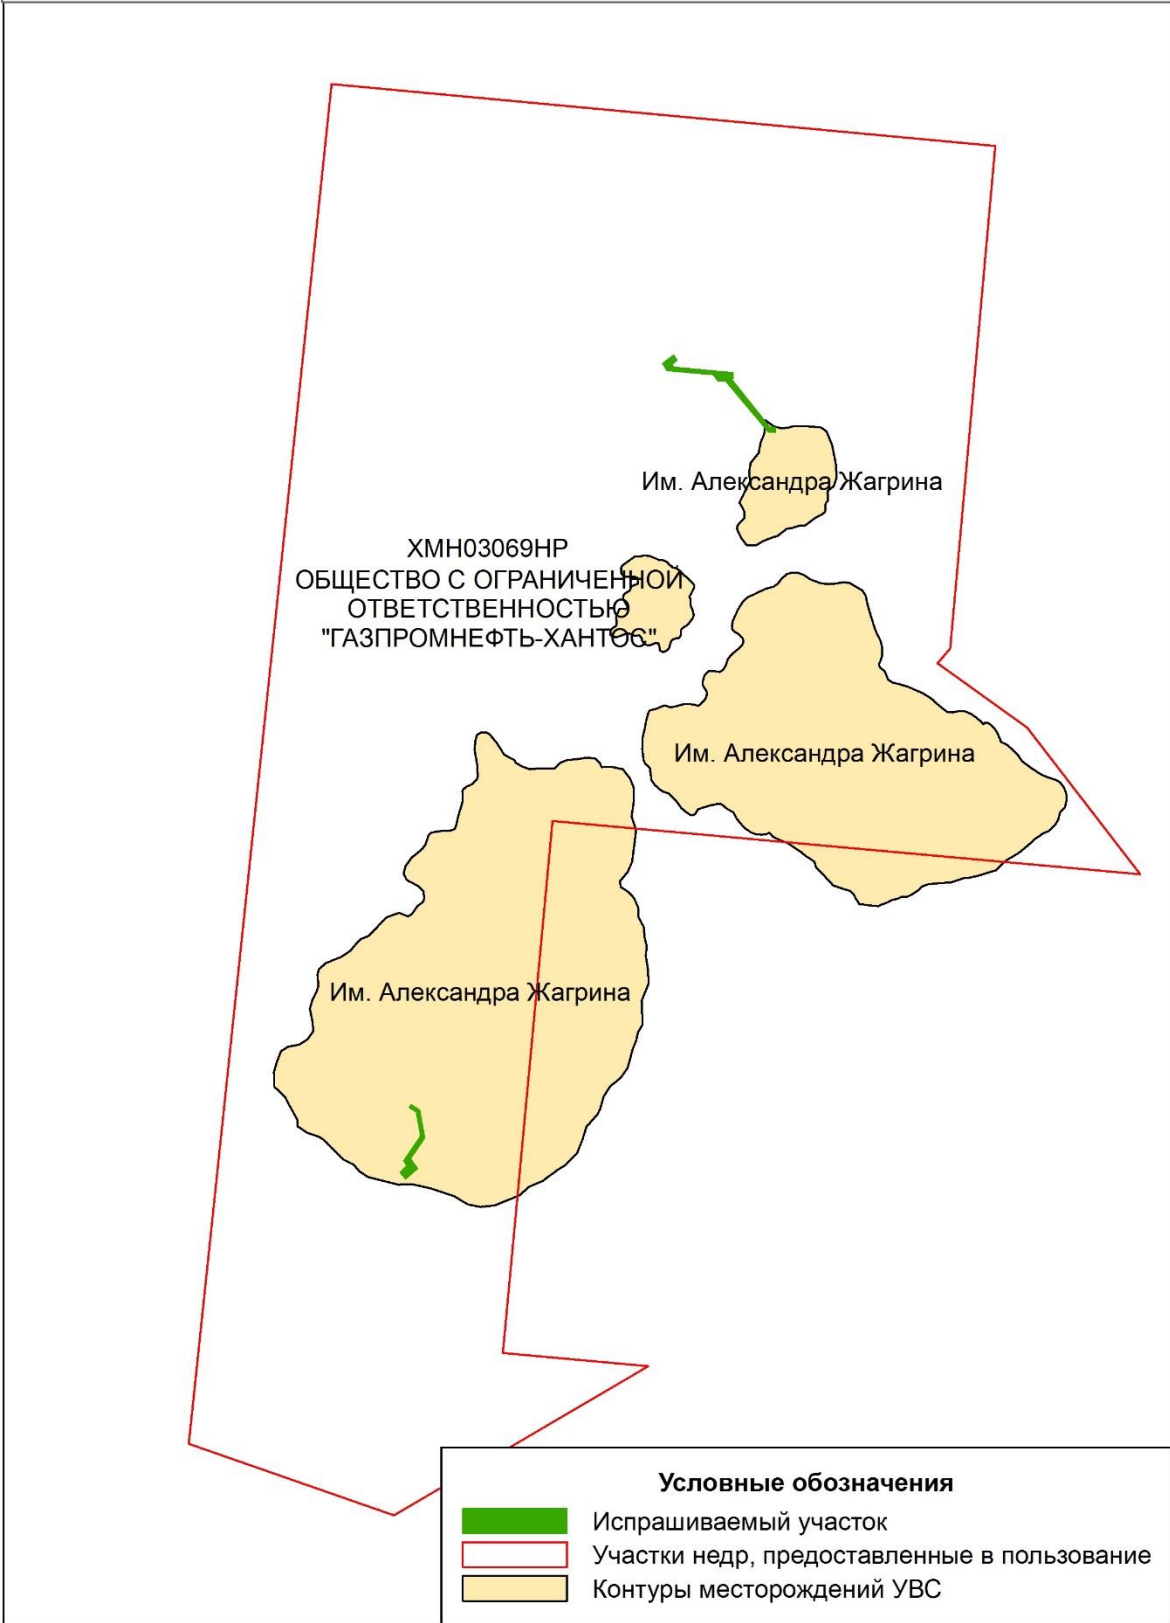 Им. Александра Жагрина
ХМН03069НР
ОБЩЕСТВО С ОГРАНИЧЕННОЙ
ОТВЕТСТВЕННОСТЬЮ
"ГАЗПРОМНЕФТЬ-ХАНТОС"
Им. Александра Жагрина
Им. Александра Жагрина
Условные обозначения
Испрашиваемый участок
Участки недр, предоставленные в пользование
Контуры месторождений УВС